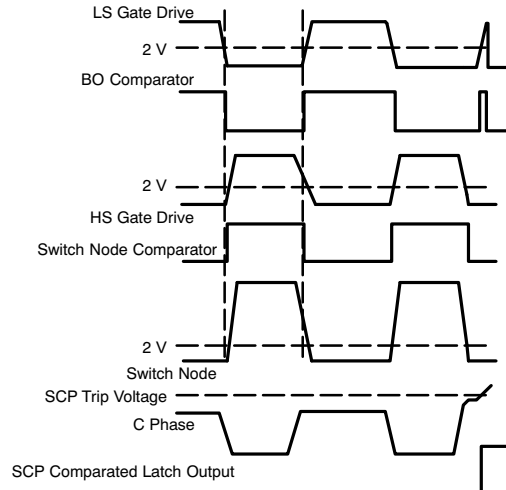 LS Gate Drive
2 V
BO Comparator
2 V
HS Gate Drive
Switch Node Comparator
2 V
Switch Node
SCP Trip Voltage
C Phase
SCP Comparated Latch Output